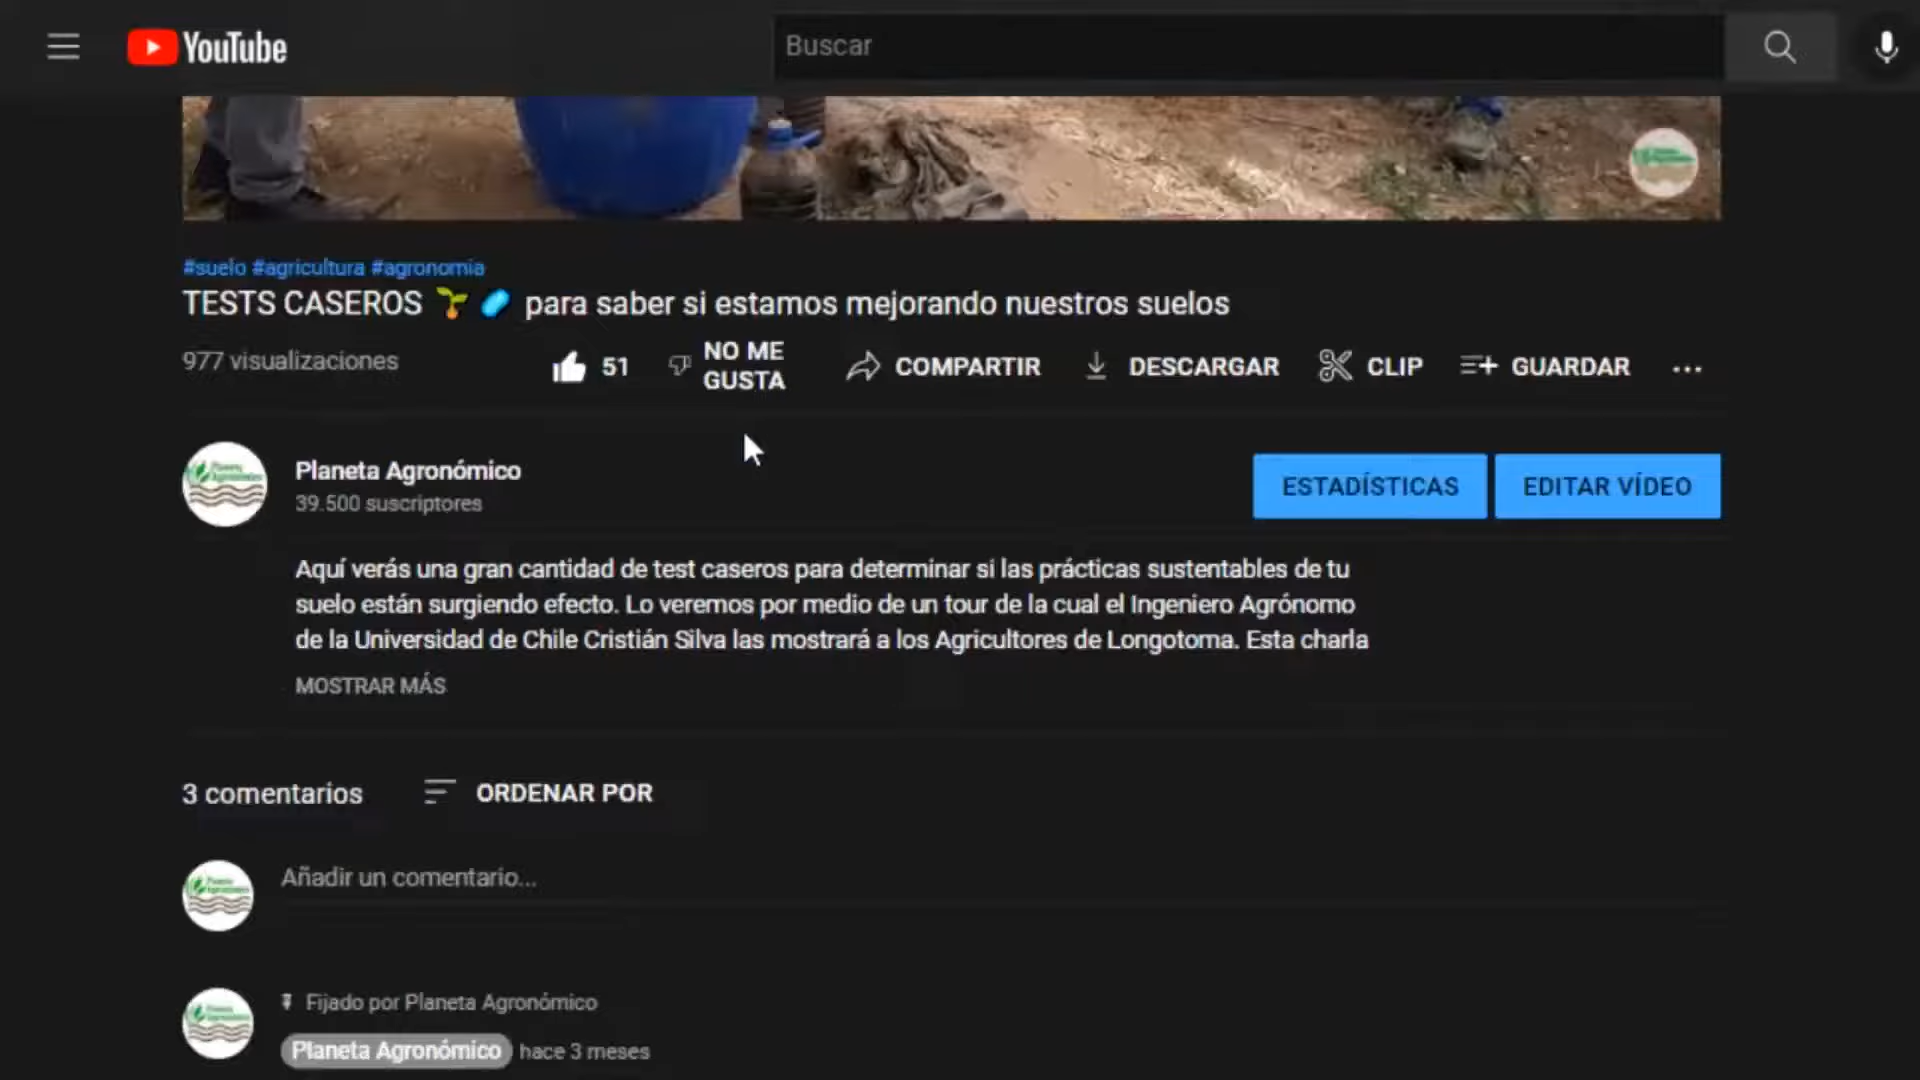 YouTube
Buscar
#suelo #agricultura #agronomia
TESTS CASEROS para saber si estamos mejorando nuestros suelos
977 visualizaciones
51
NO ME
GUSTA
COMPARTIR
DESCARGAR
CLIP
GUARDAR
Planeta Agronómico
39.500 suscriptores
ESTADÍSTICAS
EDITAR VÍDEO
Aquí verás una gran cantidad de test caseros para determinar si las prácticas sustentables de tu
suelo están surgiendo efecto. Lo veremos por medio de un tour de la cual el Ingeniero Agrónomo
de la Universidad de Chile Cristián Silva las mostrará a los Agricultores de Longotoma. Esta charla
MOSTRAR MÁS
3 comentarios
ORDENAR POR
Añadir un comentario...
Fijado por Planeta Agronómico
Planeta Agronómico hace 3 meses